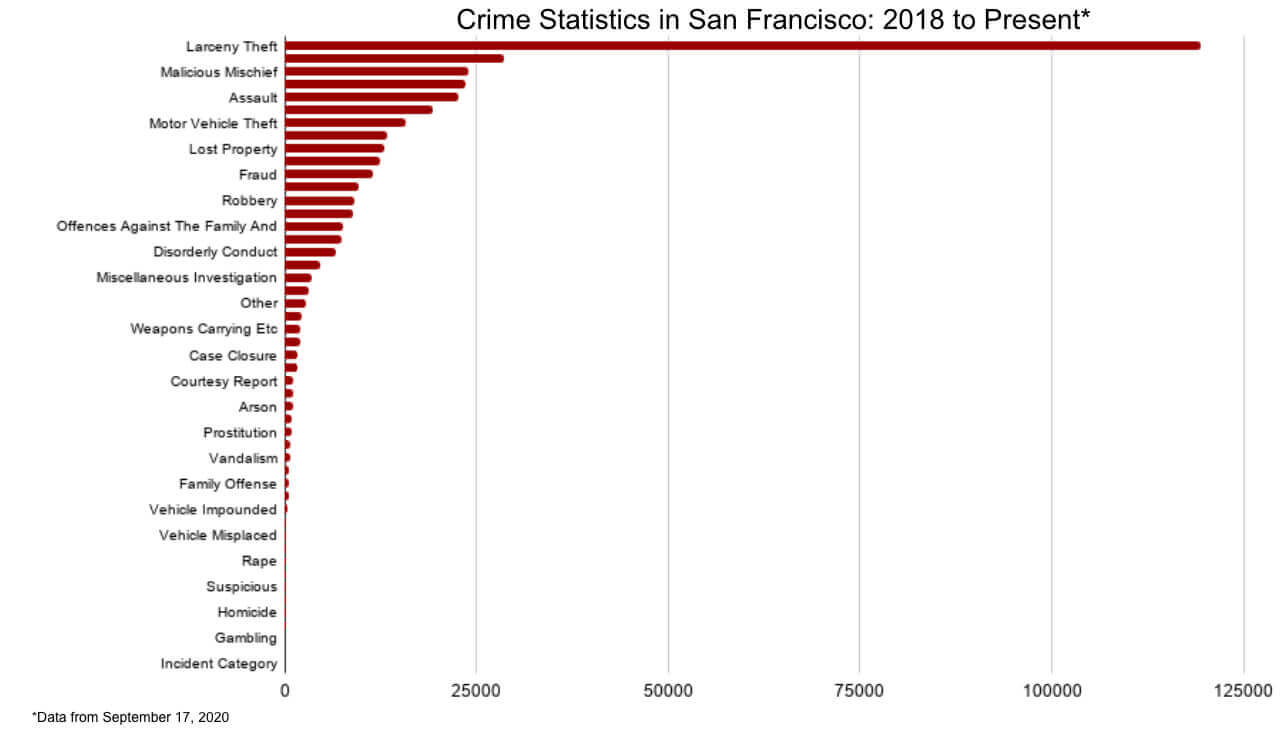 Crime Statistics in San Francisco: 2018 to Present*
Larceny Theft
Malicious Mischief
Assault
Motor Vehicle Theft
Lost Property
Fraud
Robbery
Offences Against The Family And
Disorderly Conduct
Miscellaneous Investigation
Other
Weapons Carrying Etc
Case Closure
Courtesy Report
Arson
Prostitution
Vandalism
Family Offense
Vehicle Impounded
Vehicle Misplaced
Rape
Suspicious
Homicide
Gambling
Incident Category
0 25000 50000 75000 100000 125000
*Data from September 17, 2020